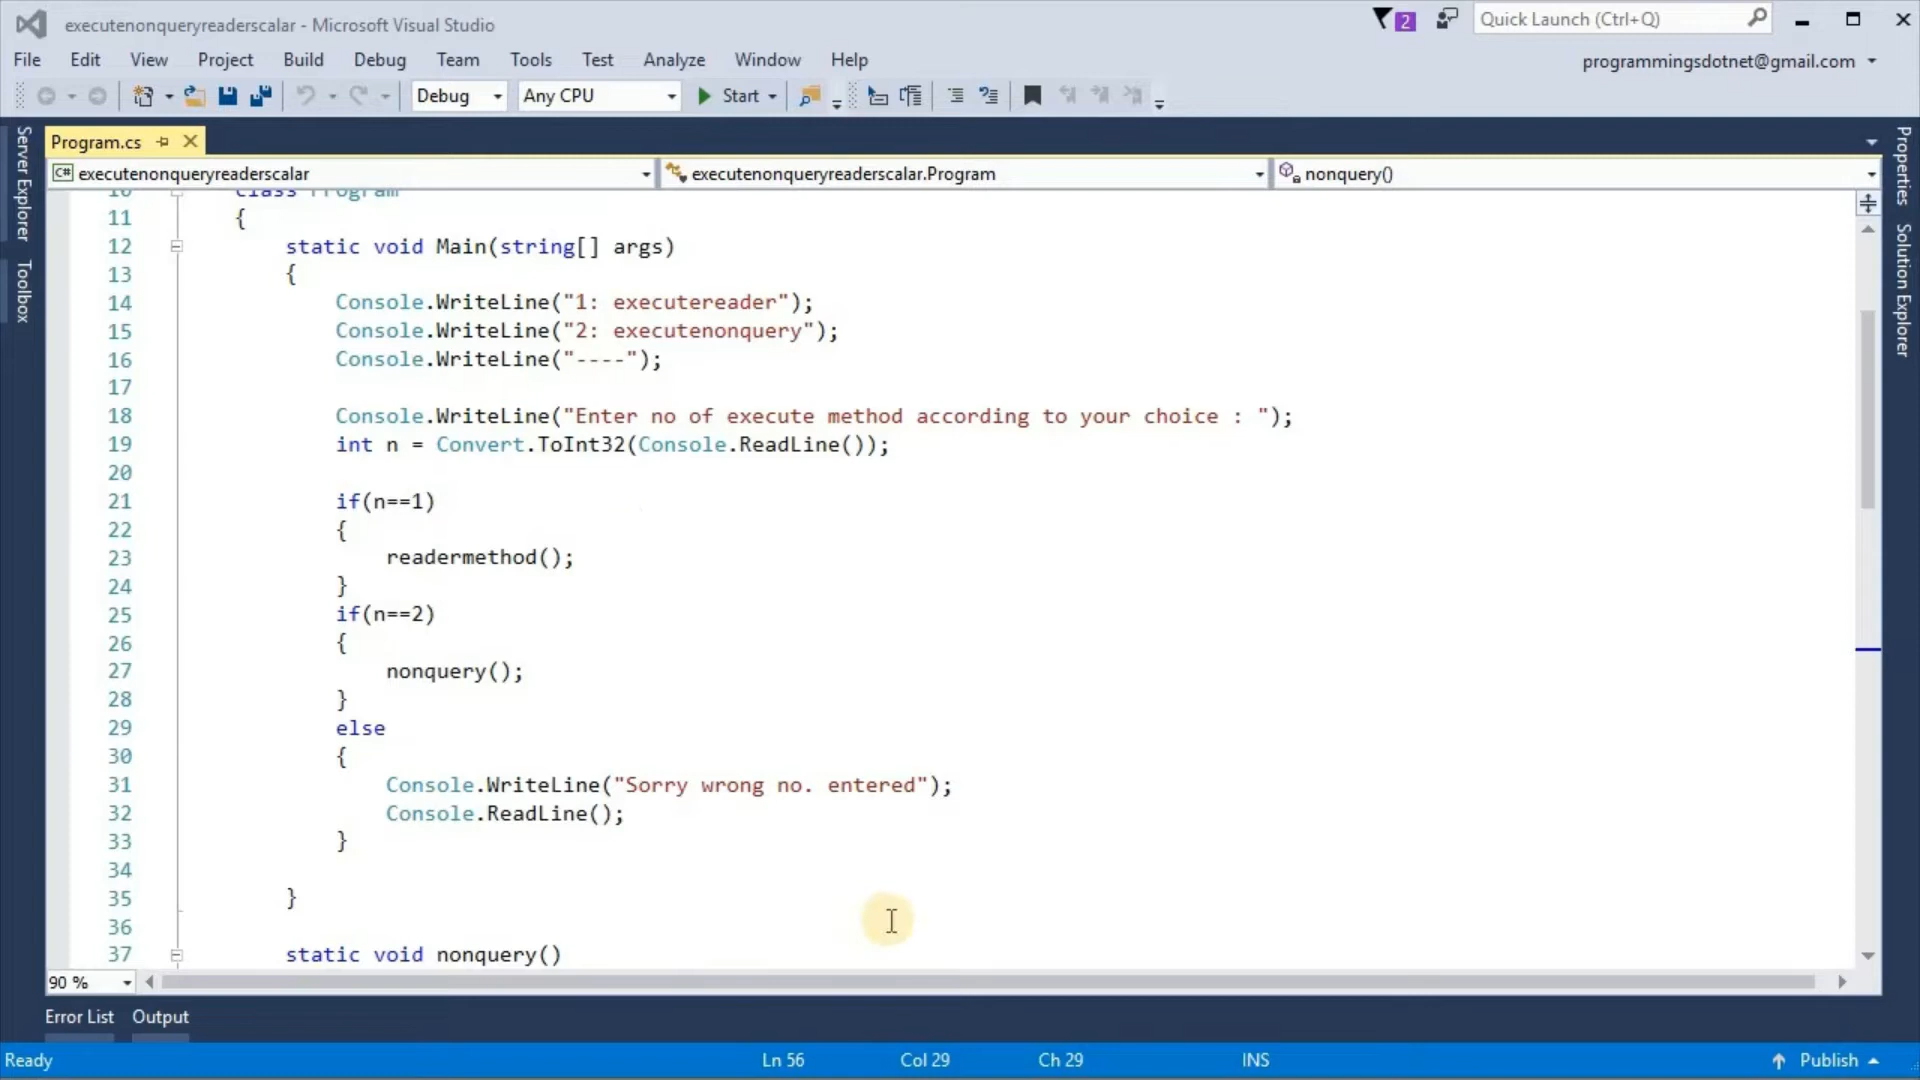 executenonqueryreaderscalar - Microsoft Visual Studio
2
Quick Launch (Ctrl+Q)
File Edit View Project Build Debug Team Tools Test Analyze Window Help
programmingsdotnet@gmail.com
Debug Any CPU Start
Server Explorer
Toolbox
Properties
Solution Explorer
Program.cs
C# executenonqueryreaderscalar executenonqueryreaderscalar.Program nonquery()
10 class Program
11 {
12 static void Main(string[] args)
13 {
14 Console.WriteLine("1: executereader");
15 Console.WriteLine("2: executenonquery");
16 Console.WriteLine("----");
17
18 Console.WriteLine("Enter no of execute method according to your choice : ");
19 int n = Convert.ToInt32(Console.ReadLine());
20
21 if(n==1)
22 {
23 readermethod();
24 }
25 if(n==2)
26 {
27 nonquery();
28 }
29 else
30 {
31 Console.WriteLine("Sorry wrong no. entered");
32 Console.ReadLine();
33 }
34
35 }
36
37 static void nonquery()
90 %
Error List Output
Ready Ln 56 Col 29 Ch 29 INS Publish